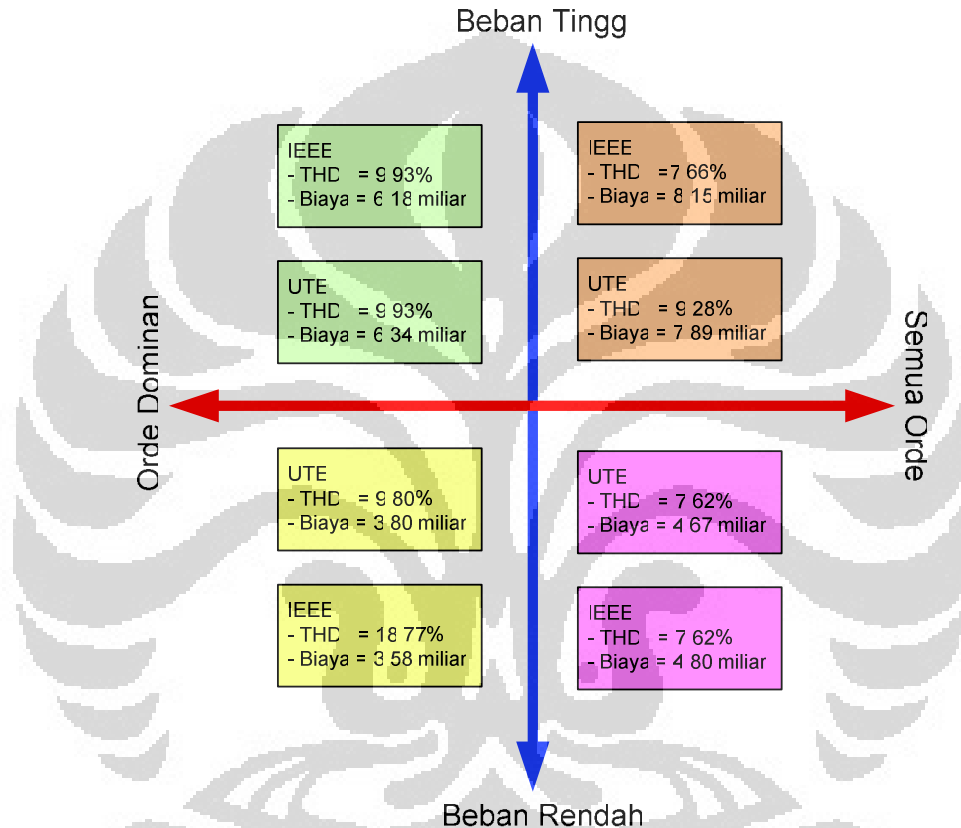 Beban Tingg
IEEE
- THD = 9 93%
- Biaya = 6 18 miliar
IEEE
- THD =7 66%
- Biaya = 8 15 miliar
UTE
- THD = 9 93%
- Biaya = 6 34 miliar
UTE
- THD = 9 28%
- Biaya = 7 89 miliar
Orde Dominan
Semua Orde
UTE
- THD = 9 80%
- Biaya = 3 80 miliar
UTE
- THD = 7 62%
- Biaya = 4 67 miliar
IEEE
- THD = 18 77%
- Biaya = 3 58 miliar
IEEE
- THD = 7 62%
- Biaya = 4 80 miliar
Beban Rendah